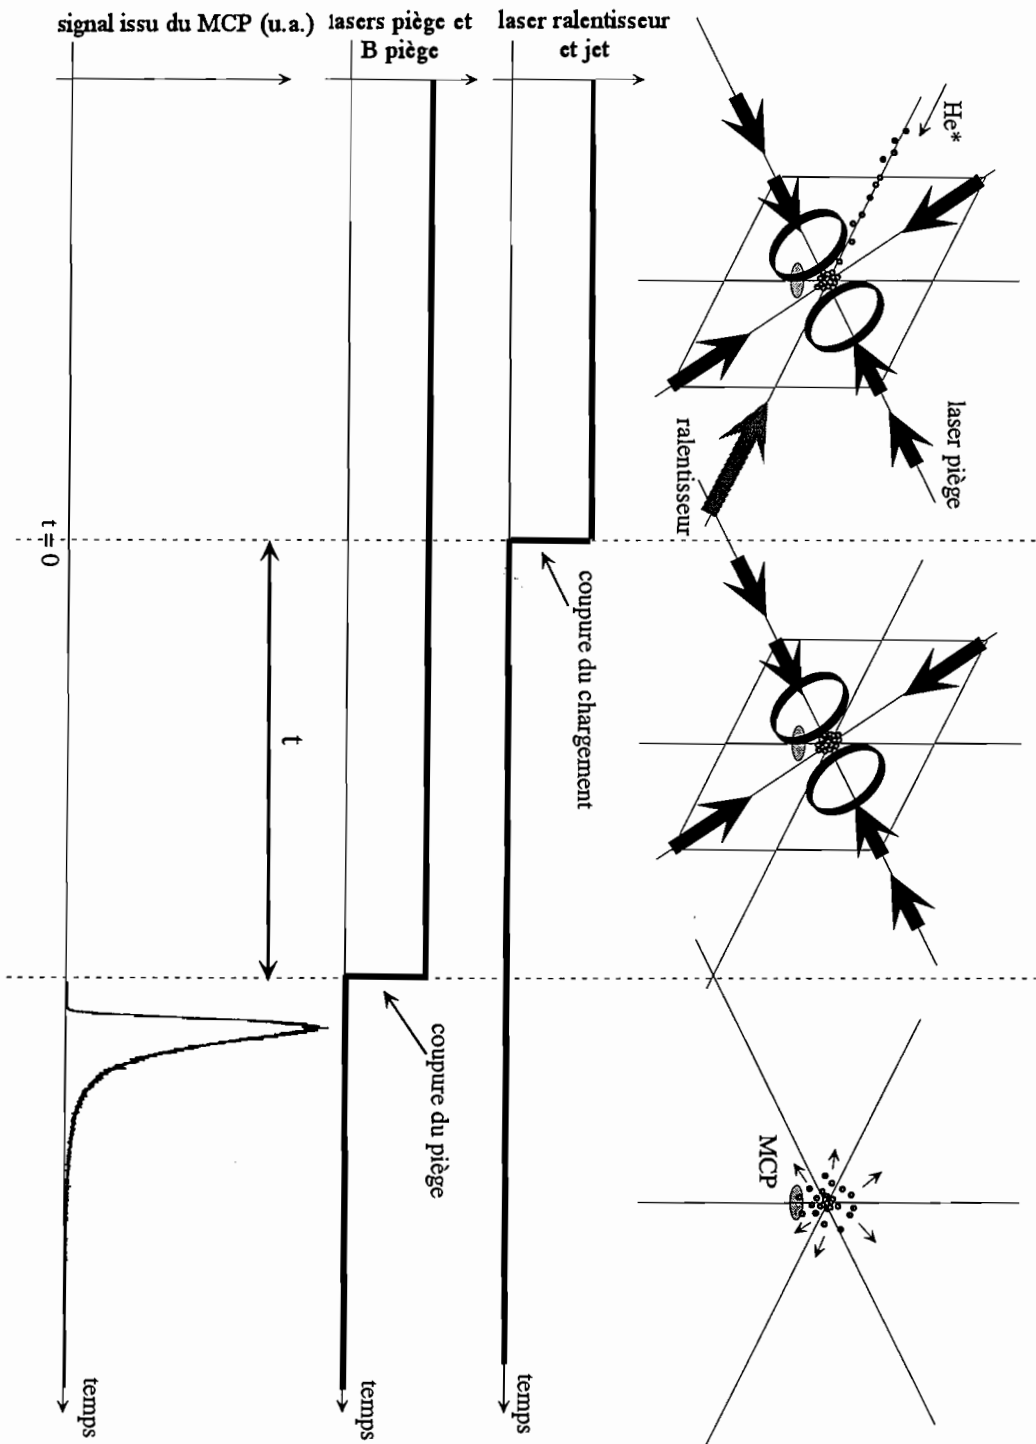 signal issu du MCP (u.a.)
lasers piège et
B piège
laser ralentisseur
et jet
He*
laser piège
ralentisseur
t = 0
t
coupure du chargement
coupure du piège
MCP
temps
temps
temps